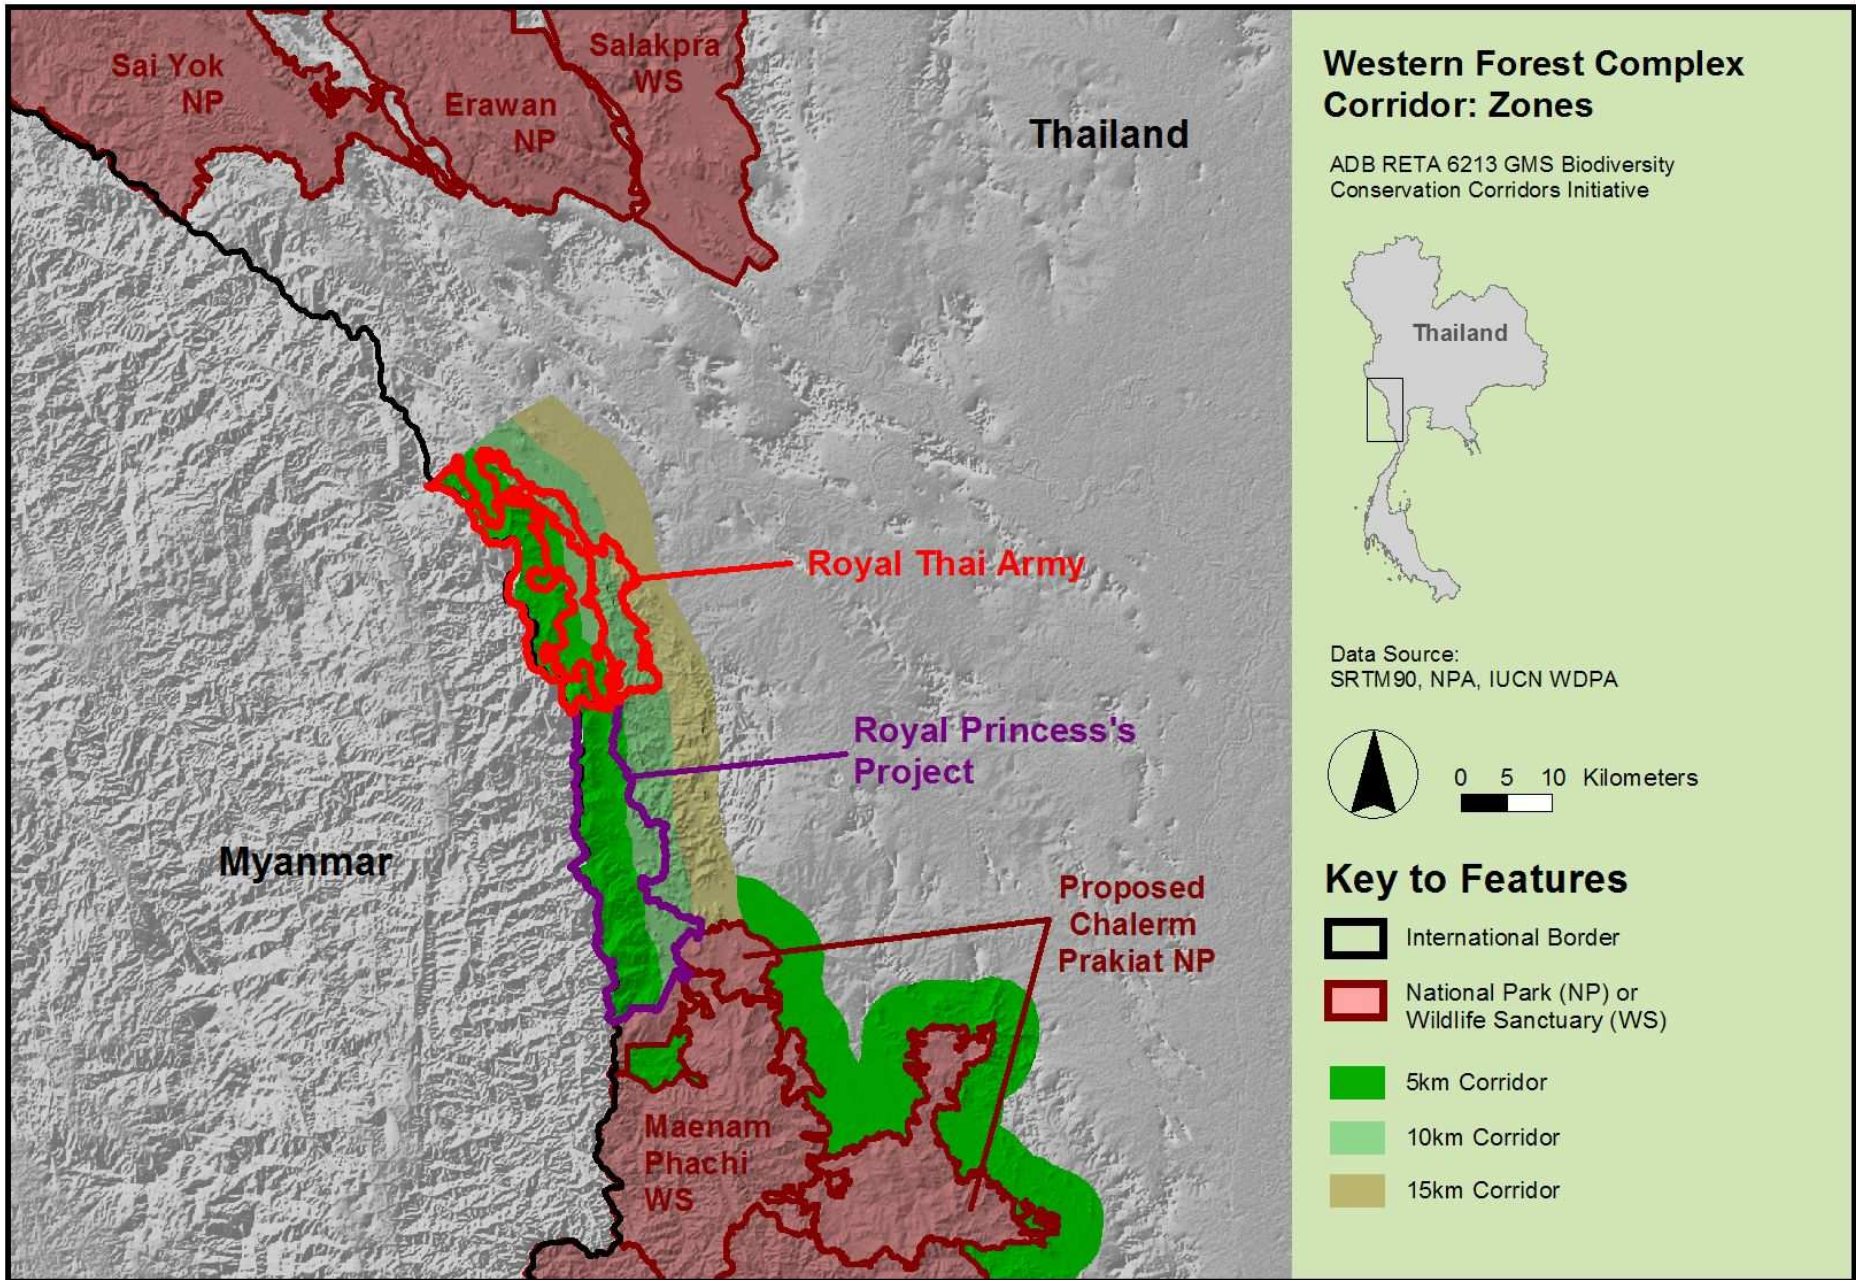 Sai Yok
NP
Erawan
NP
Salakpra
WS
Thailand
Royal Thai Army
Royal Princess's
Project
Myanmar
Proposed
Chalerm
Prakiat NP
Maenam
Phachi
WS
Western Forest Complex
Corridor: Zones
ADB RETA 6213 GMS Biodiversity
Conservation Corridors Initiative
Thailand
Data Source:
SRTM90, NPA, IUCN WDPA
0 5 10 Kilometers
Key to Features
International Border
National Park (NP) or
Wildlife Sanctuary (WS)
5km Corridor
10km Corridor
15km Corridor